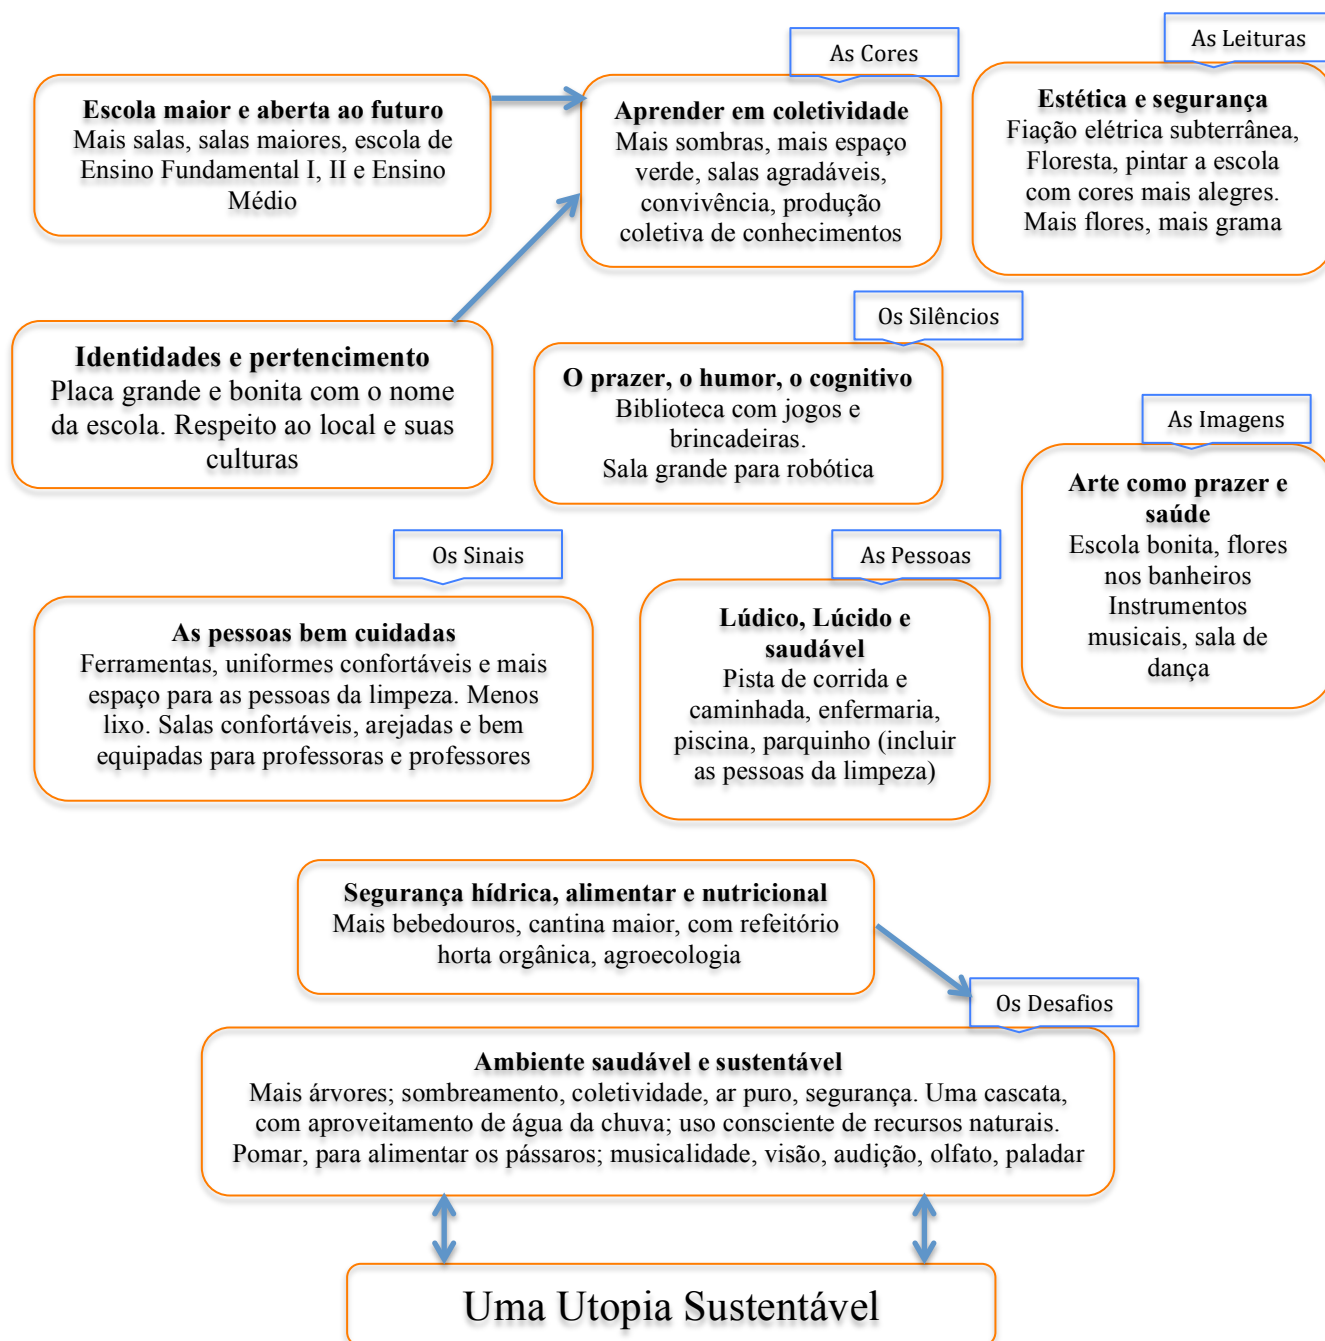 As Cores
As Leituras
Escola maior e aberta ao futuro
Mais salas, salas maiores, escola de
Ensino Fundamental I, II e Ensino
Médio
Aprender em coletividade
Mais sombras, mais espaço
verde, salas agradáveis,
convivência, produção
coletiva de conhecimentos
Estética e segurança
Fiação elétrica subterrânea,
Floresta, pintar a escola
com cores mais alegres.
Mais flores, mais grama
Os Silêncios
Identidades e pertencimento
Placa grande e bonita com o nome
da escola. Respeito ao local e suas
culturas
O prazer, o humor, o cognitivo
Biblioteca com jogos e
brincadeiras.
Sala grande para robótica
As Imagens
Arte como prazer e
saúde
Escola bonita, flores
nos banheiros
Instrumentos
musicais, sala de
dança
Os Sinais
As pessoas bem cuidadas
Ferramentas, uniformes confortáveis e mais
espaço para as pessoas da limpeza. Menos
lixo. Salas confortáveis, arejadas e bem
equipadas para professoras e professores
As Pessoas
Lúdico, Lúcido e
saudável
Pista de corrida e
caminhada, enfermaria,
piscina, parquinho (incluir
as pessoas da limpeza)
Segurança hídrica, alimentar e nutricional
Mais bebedouros, cantina maior, com refeitório
horta orgânica, agroecologia
Os Desafios
Ambiente saudável e sustentável
Mais árvores; sombreamento, coletividade, ar puro, segurança. Uma cascata,
com aproveitamento de água da chuva; uso consciente de recursos naturais.
Pomar, para alimentar os pássaros; musicalidade, visão, audição, olfato, paladar
Uma Utopia Sustentável